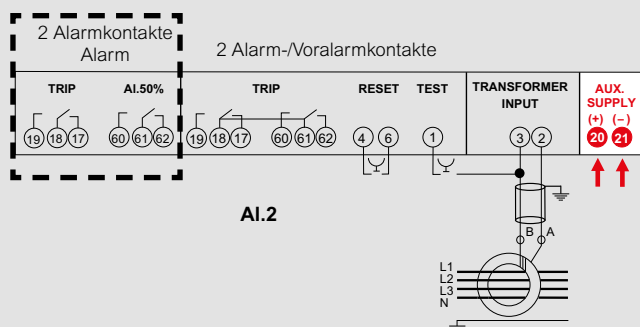 2 Alarmkontakte
Alarm
2 Alarm-/Voralarmkontakte
TRIP
Al.50%
TRIP
RESET
TEST
TRANSFORMER
INPUT
AUX.
SUPPLY
(+) (–)
19 18 17 60 61 62 19 18 17 60 61 62 4 6 1 3 2 20 21
Al.2
B A
L1
L2
L3
N